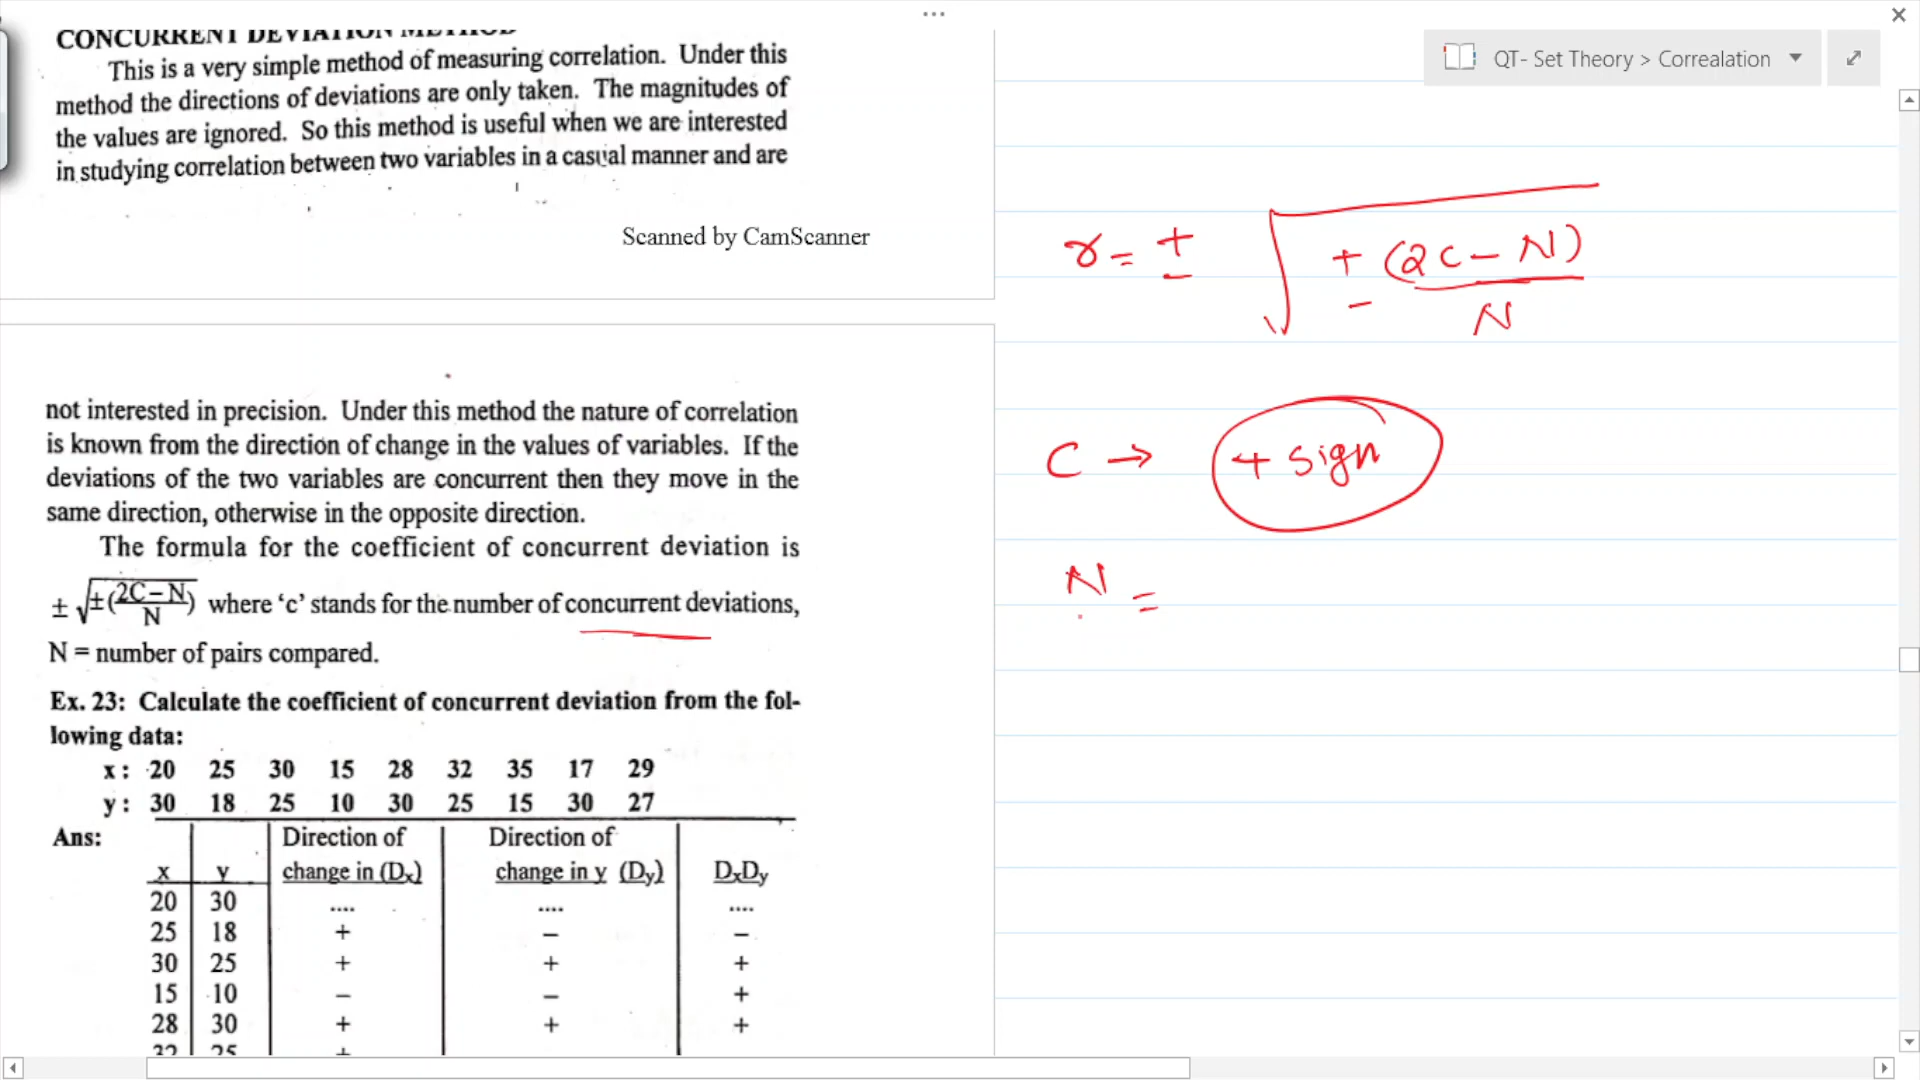 CONCURRENT DEVIATION METHOD
This is a very simple method of measuring correlation. Under this
method the directions of deviations are only taken. The magnitudes of
the values are ignored. So this method is useful when we are interested
in studying correlation between two variables in a casual manner and are
Scanned by CamScanner
not interested in precision. Under this method the nature of correlation
is known from the direction of change in the values of variables. If the
deviations of the two variables are concurrent then they move in the
same direction, otherwise in the opposite direction.
The formula for the coefficient of concurrent deviation is
± √±(2C–N/N) where ‘c’ stands for the number of concurrent deviations,
N = number of pairs compared.
Ex. 23: Calculate the coefficient of concurrent deviation from the fol-
lowing data:
x: 20 25 30 15 28 32 35 17 29
y: 30 18 25 10 30 25 15 30 27
Ans:
Direction of Direction of
x y change in (Dx) change in y (Dy) DxDy
20 30 .... .... ....
25 18 + – –
30 25 + + +
15 10 – – +
28 30 + + +
32 25 +
QT- Set Theory > Correalation
r = ± √ ± (2C – N)
N
C → + sign
N =